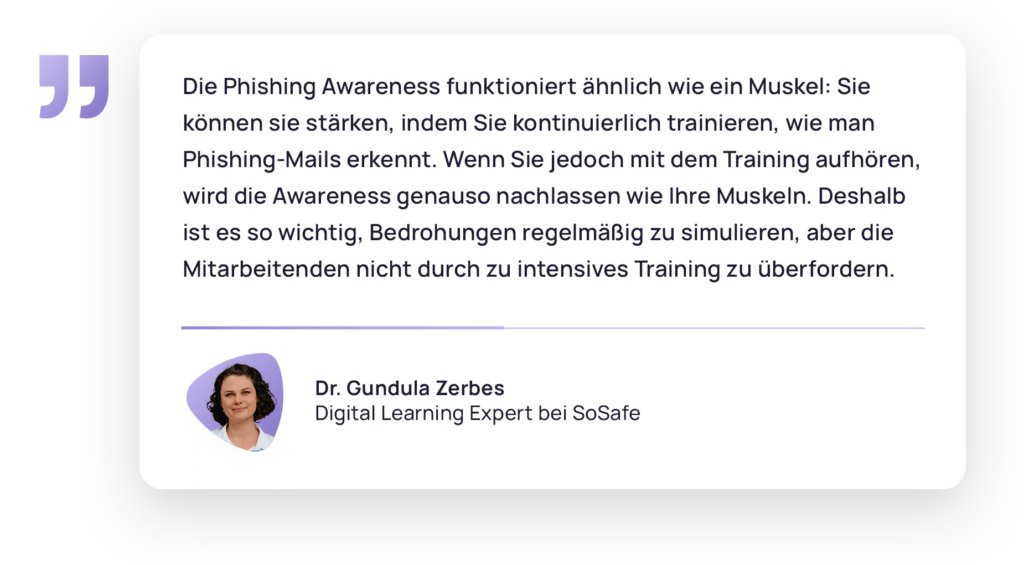 Die Phishing Awareness funktioniert ähnlich wie ein Muskel: Sie
können sie stärken, indem Sie kontinuierlich trainieren, wie man
Phishing-Mails erkennt. Wenn Sie jedoch mit dem Training aufhören,
wird die Awareness genauso nachlassen wie Ihre Muskeln. Deshalb
ist es so wichtig, Bedrohungen regelmäßig zu simulieren, aber die
Mitarbeitenden nicht durch zu intensives Training zu überfordern.
Dr. Gundula Zerbes
Digital Learning Expert bei SoSafe